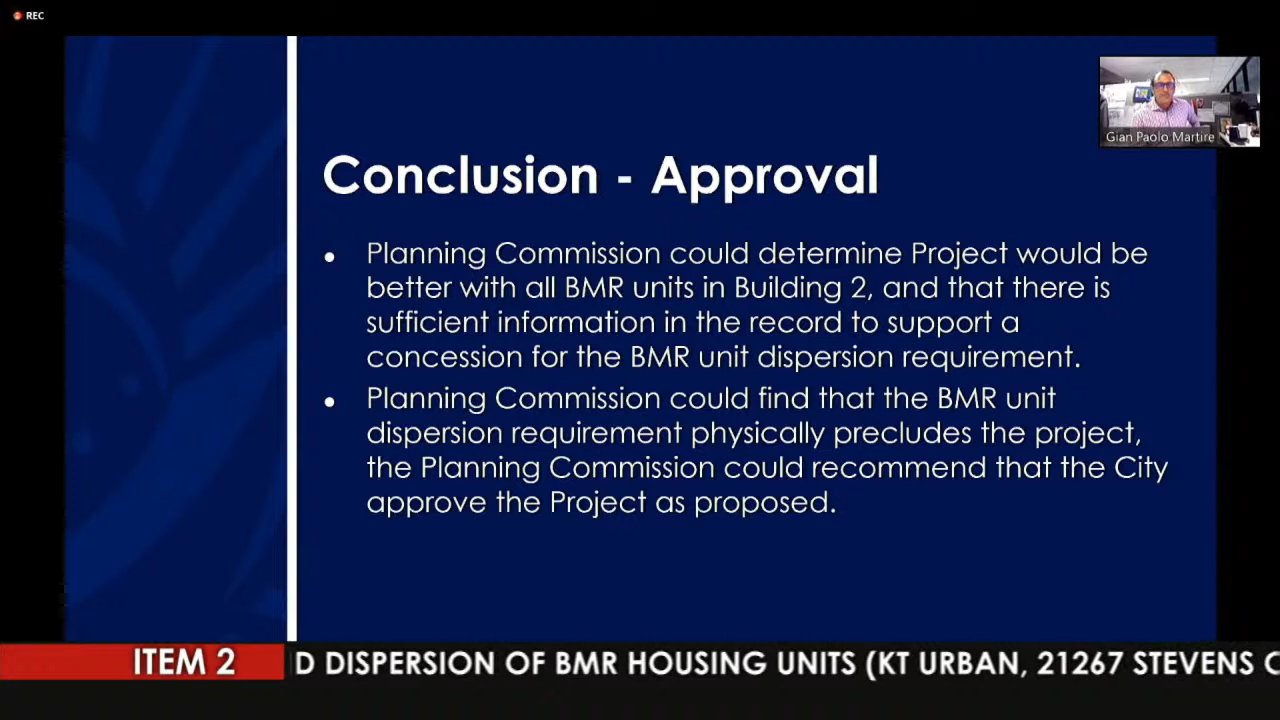 REC
Gian Paolo Martire
Conclusion - Approval
• Planning Commission could determine Project would be
better with all BMR units in Building 2, and that there is
sufficient information in the record to support a
concession for the BMR unit dispersion requirement.
• Planning Commission could find that the BMR unit
dispersion requirement physically precludes the project,
the Planning Commission could recommend that the City
approve the Project as proposed.
ITEM 2
D DISPERSION OF BMR HOUSING UNITS (KT URBAN, 21267 STEVENS C